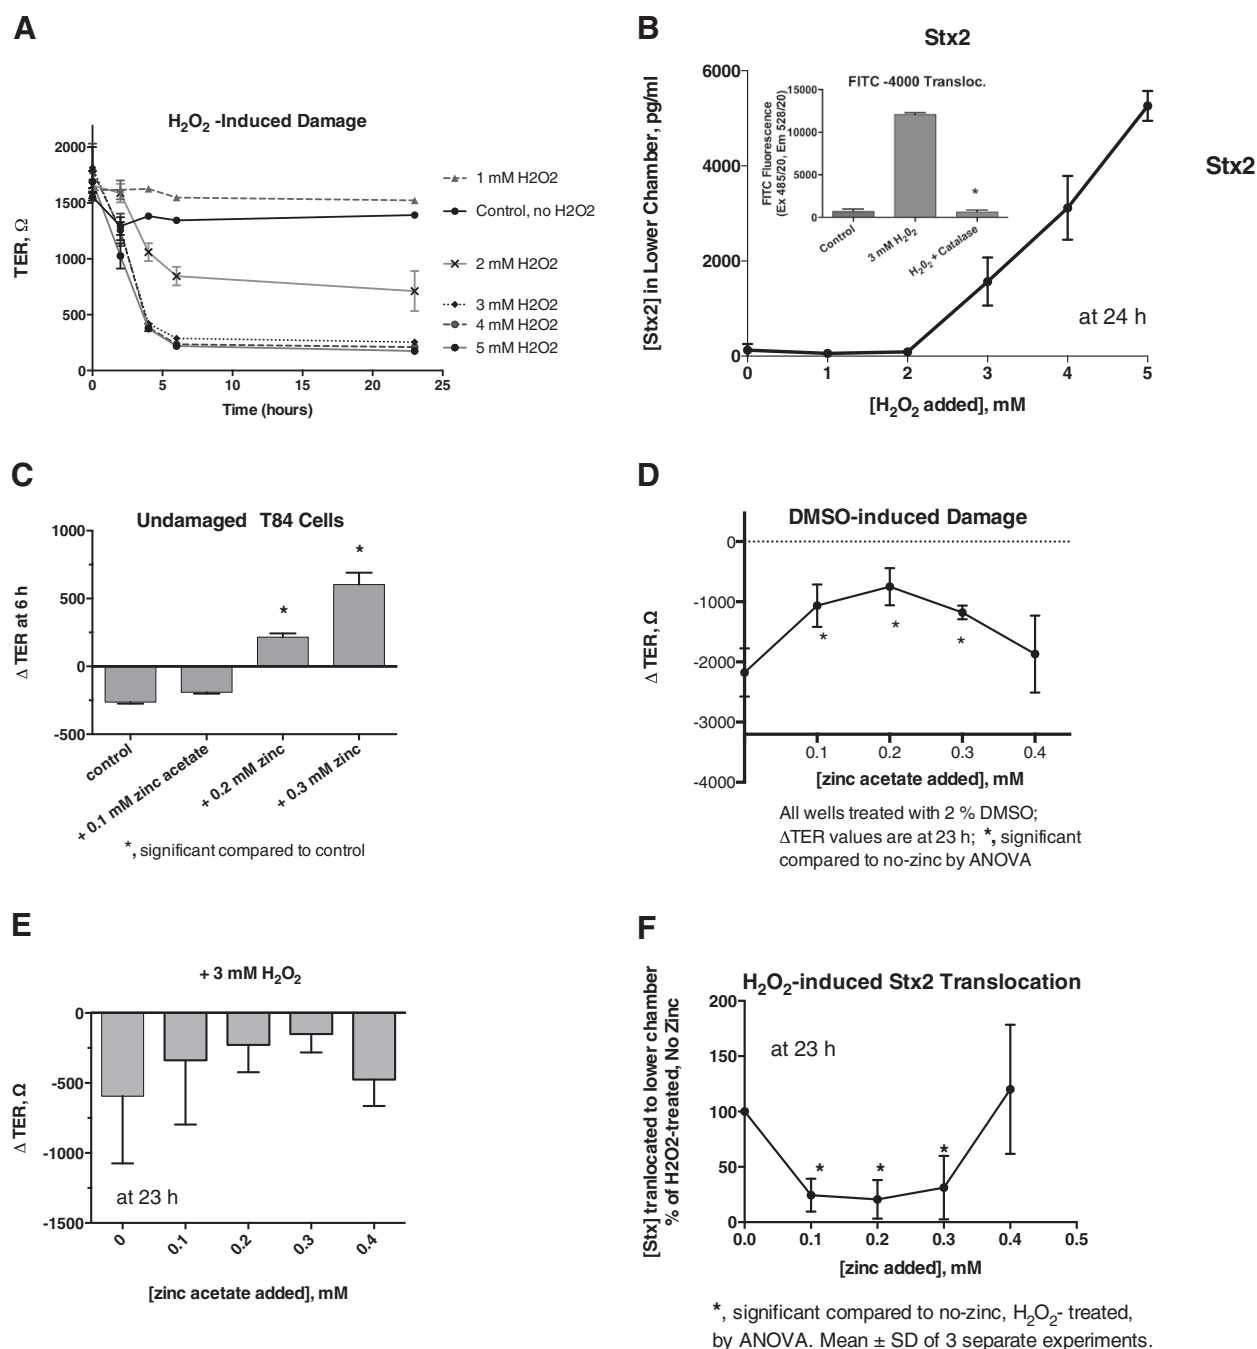 A
H₂O₂ -Induced Damage
TER, Ω
2000
1500
1000
500
0
0 5 10 15 20 25
Time (hours)
1 mM H2O2
Control, no H2O2
2 mM H2O2
3 mM H2O2
4 mM H2O2
5 mM H2O2
B
Stx2
[Stx2] in Lower Chamber, pg/ml
6000
4000
2000
0
0 1 2 3 4 5
[H₂O₂ added], mM
at 24 h
FITC -4000 Transloc.
FITC Fluorescence
(Ex 485/20, Em 528/20)
15000
10000
5000
0
*
Control
3 mM H₂O₂
H₂O₂ + Catalase
Stx2
C
Undamaged T84 Cells
Δ TER at 6 h
1000
500
0
-500
* *
control
+ 0.1 mM zinc acetate
+ 0.2 mM zinc
+ 0.3 mM zinc
*, significant compared to control
D
DMSO-induced Damage
Δ TER, Ω
0
-1000
-2000
-3000
-4000
* * *
0.1 0.2 0.3 0.4
[zinc acetate added], mM
All wells treated with 2 % DMSO;
ΔTER values are at 23 h; *, significant
compared to no-zinc by ANOVA
E
+ 3 mM H₂O₂
Δ TER, Ω
0
-500
-1000
-1500
at 23 h
0 0.1 0.2 0.3 0.4
[zinc acetate added], mM
F
H₂O₂-induced Stx2 Translocation
[Stx] tranlocated to lower chamber
% of H2O2-treated, No Zinc
200
150
100
50
0
at 23 h
* * *
0.0 0.1 0.2 0.3 0.4 0.5
[zinc added], mM
*, significant compared to no-zinc, H₂O₂- treated,
by ANOVA. Mean ± SD of 3 separate experiments.